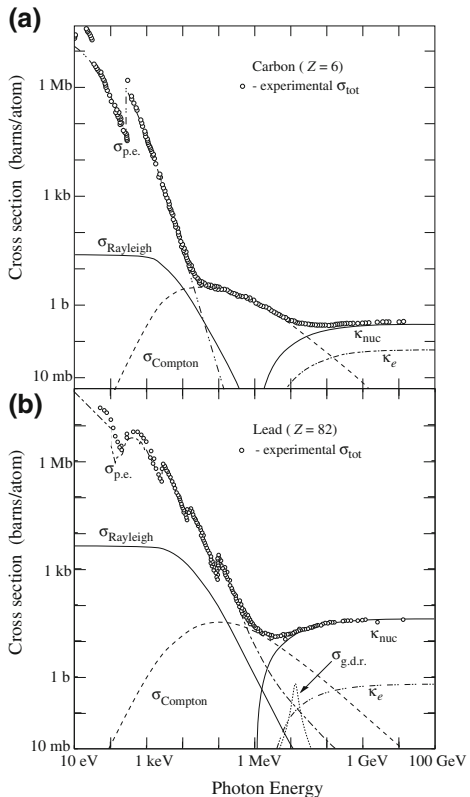 (a)
Carbon (Z = 6)
o - experimental σtot
1 Mb
σp.e.
1 kb
σRayleigh
1 b
σCompton
κnuc
κe
10 mb
Cross section (barns/atom)
(b)
Lead (Z = 82)
o - experimental σtot
1 Mb
σp.e.
σRayleigh
1 kb
κnuc
σg.d.r.
1 b
σCompton
κe
10 mb
Cross section (barns/atom)
10 eV 1 keV 1 MeV 1 GeV 100 GeV
Photon Energy